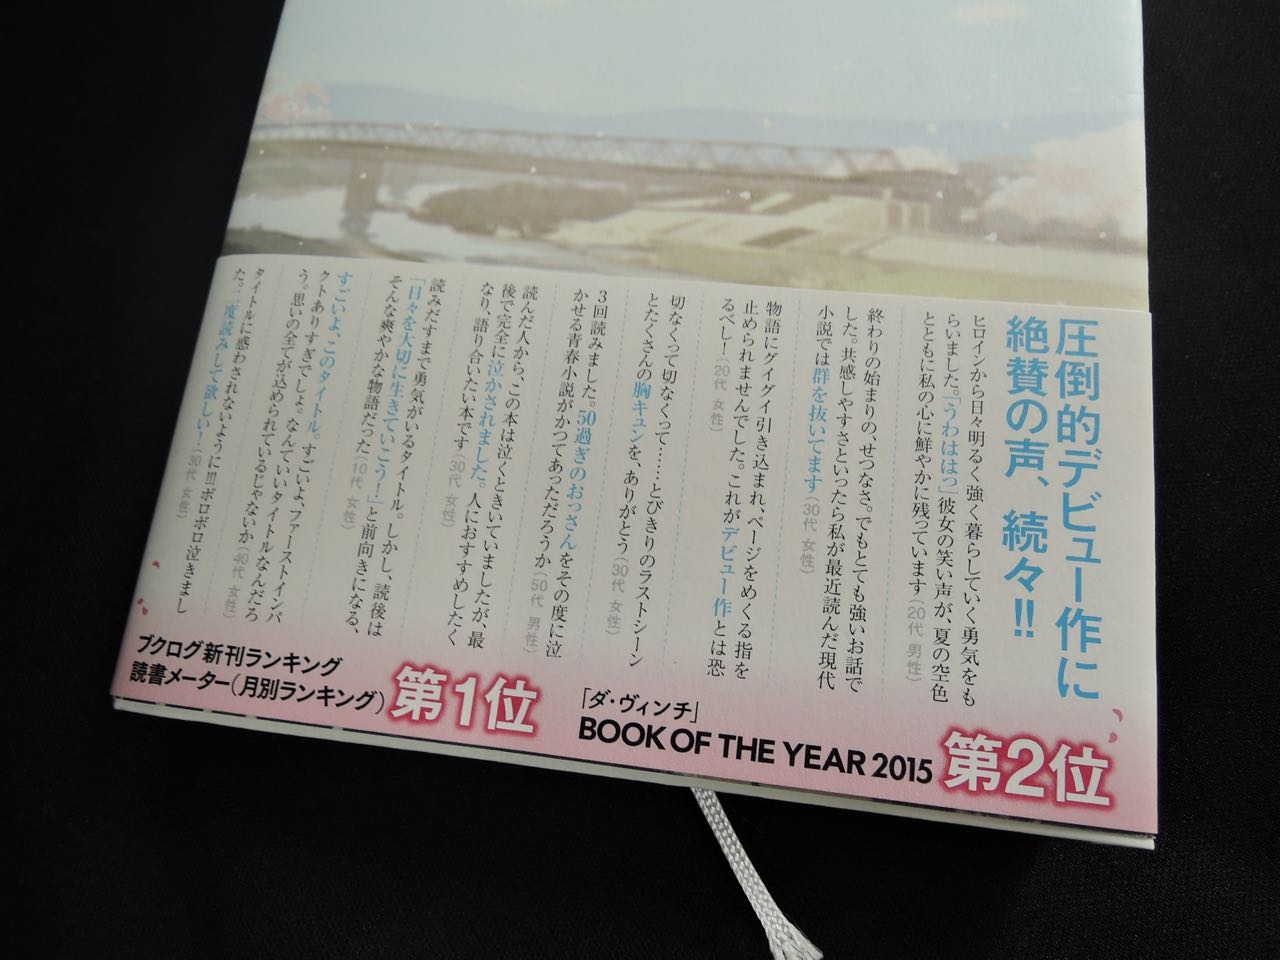 圧倒的デビュー作に
絶賛の声、続々!!
ヒロインから日々明るく強く暮らしていく勇気をも
らいました。「うわははっ」彼女の笑い声が、夏の空色
とともに私の心に鮮やかに残っています(20代 男性)
終わりの始まりの、せつなさ。でもとても強いお話で
した。共感しやすさといったら私が最近読んだ現代
小説では群を抜いてます(30代 女性)
物語にグイグイ引き込まれ、ページをめくる指を
止められませんでした。これがデビュー作とは恐
るべし!(20代 女性)
切なくって切なくって……とびきりのラストシーン
とたくさんの胸キュンを、ありがとう(30代 女性)
3回読みました。50過ぎのおっさんをその度に泣
かせる青春小説がかつてあっただろうか(50代 男性)
読んだ人から、この本は泣くときいていましたが、最
後で完全に泣かされました。人におすすめしたく
なり、語り合いたい本です(30代 女性)
読みだすまで勇気がいるタイトル。しかし、読後は
「日々を大切に生きていこう!」と前向きになる、
そんな爽やかな物語だった(10代 女性)
すごいよ、このタイトル。すごいよ、ファーストインパ
クトありすぎでしょ。なんていいタイトルなんだろ
う。思いの全てが込められているじゃないか(40代 女性)
タイトルに惑わされないように!!!ボロボロ泣きまし
た。二度読みして欲しい!(30代 女性)
ブクログ新刊ランキング
読書メーター(月別ランキング) 第1位
「ダ・ヴィンチ」
BOOK OF THE YEAR 2015 第2位